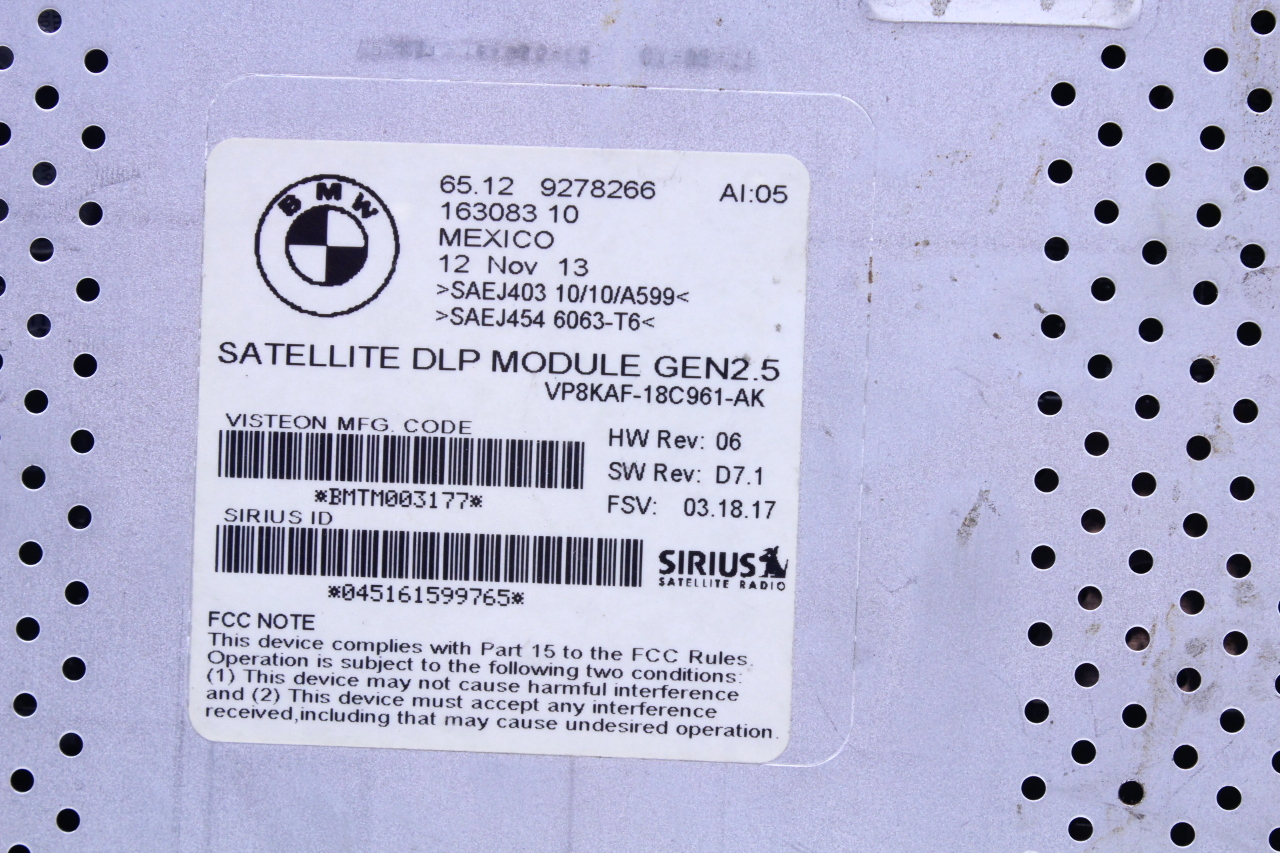 BMW
65.12 9278266 AI:05
163083 10
MEXICO
12 Nov 13
>SAEJ403 10/10/A599<
>SAEJ454 6063-T6<
SATELLITE DLP MODULE GEN2.5
VP8KAF-18C961-AK
VISTEON MFG. CODE
*BMTM003177*
HW Rev: 06
SW Rev: D7.1
FSV: 03.18.17
SIRIUS ID
*045161599765*
SIRIUS
SATELLITE RADIO
FCC NOTE
This device complies with Part 15 to the FCC Rules.
Operation is subject to the following two conditions:
(1) This device may not cause harmful interference
and (2) This device must accept any interference
received,including that may cause undesired operation.